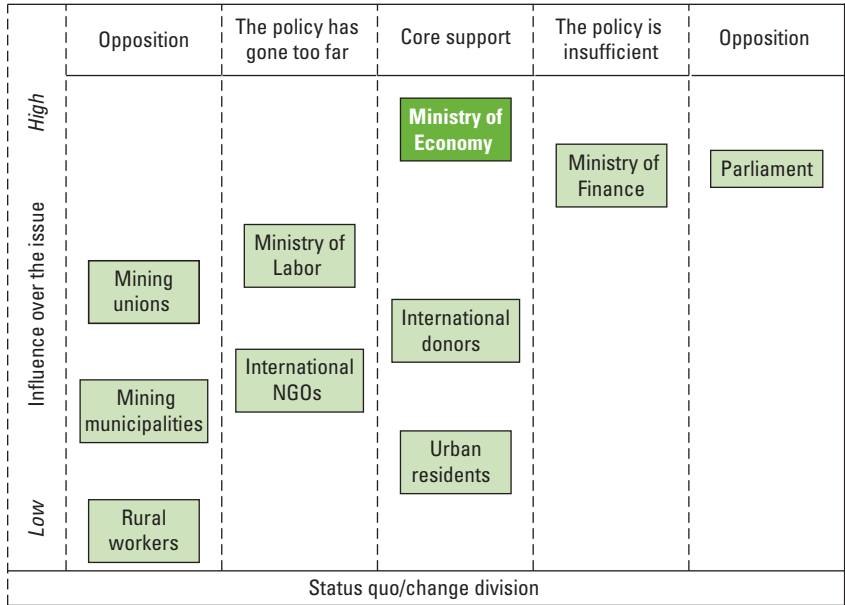 Opposition
The policy has
gone too far
Core support
The policy is
insufficient
Opposition
High
Influence over the issue
Low
Ministry of
Economy
Ministry of
Finance
Parliament
Ministry of
Labor
Mining
unions
International
donors
International
NGOs
Mining
municipalities
Urban
residents
Rural
workers
Status quo/change division